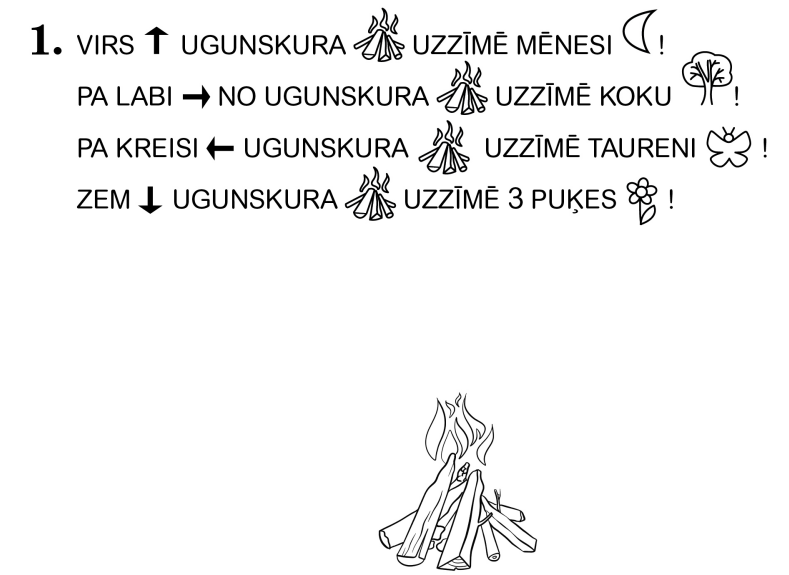 1. VIRS ↑ UGUNSKURA UZZĪMĒ MĒNESI !
PA LABI → NO UGUNSKURA UZZĪMĒ KOKU !
PA KREISI ← UGUNSKURA UZZĪMĒ TAURENI !
ZEM ↓ UGUNSKURA UZZĪMĒ 3 PUĶES !